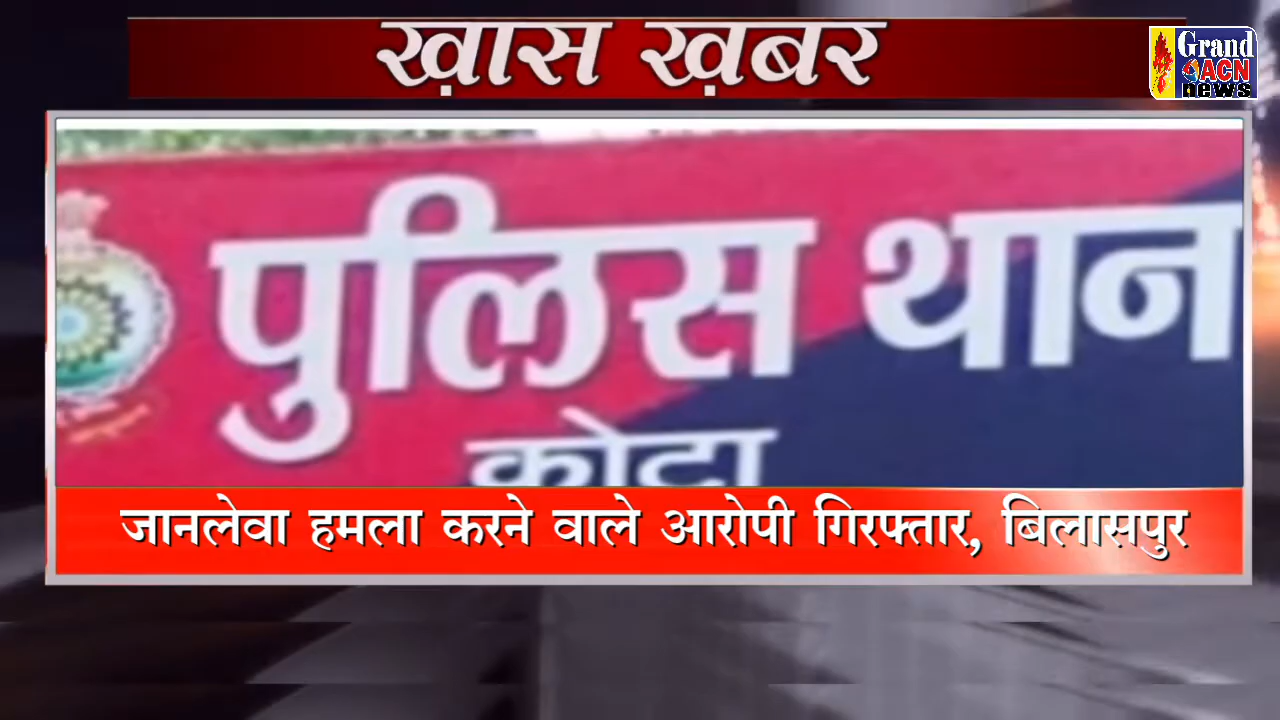 ख़ास ख़बर
Grand
ACN
news
पुलिस थान
कोटा
जानलेवा हमला करने वाले आरोपी गिरफ्तार, बिलासपुर